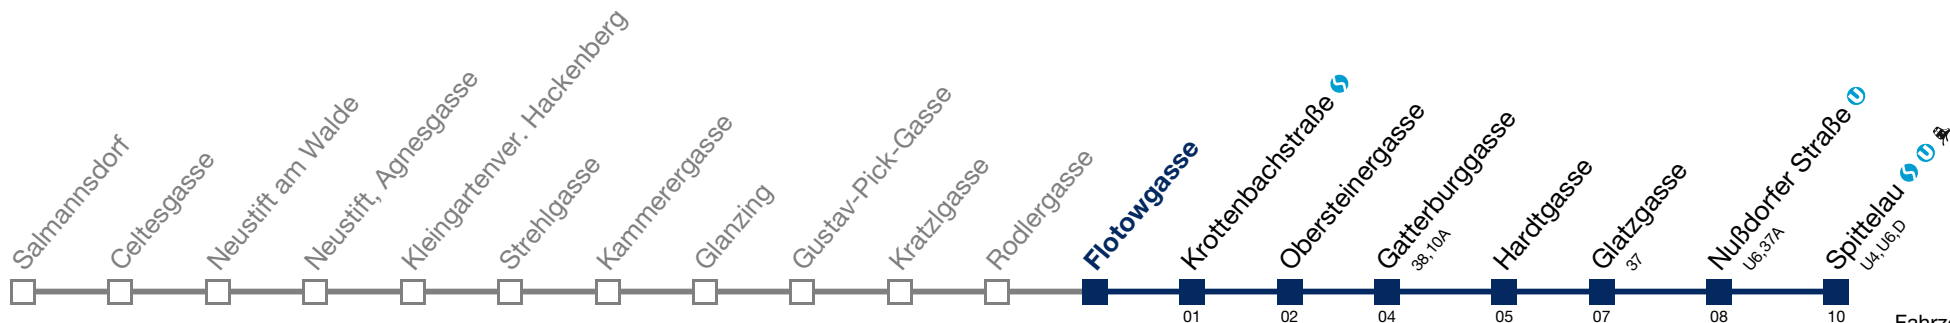 Salmannsdorf
Celtesgasse
Neustift am Walde
Neustift, Agnesgasse
Kleingartenver. Hackenberg
Strehlgasse
Kammerergasse
Glanzing
Gustav-Pick-Gasse
Kratzlgasse
Rodlergasse
Flotowgasse
Krottenbachstraße S
Obersteinergasse
Gatterburggasse
38, 10A
Hardtgasse
Glatzgasse
37
Nußdorfer Straße U
U6,37A
Spittelau S U
U4, U6, D
01 02 04 05 07 08 10